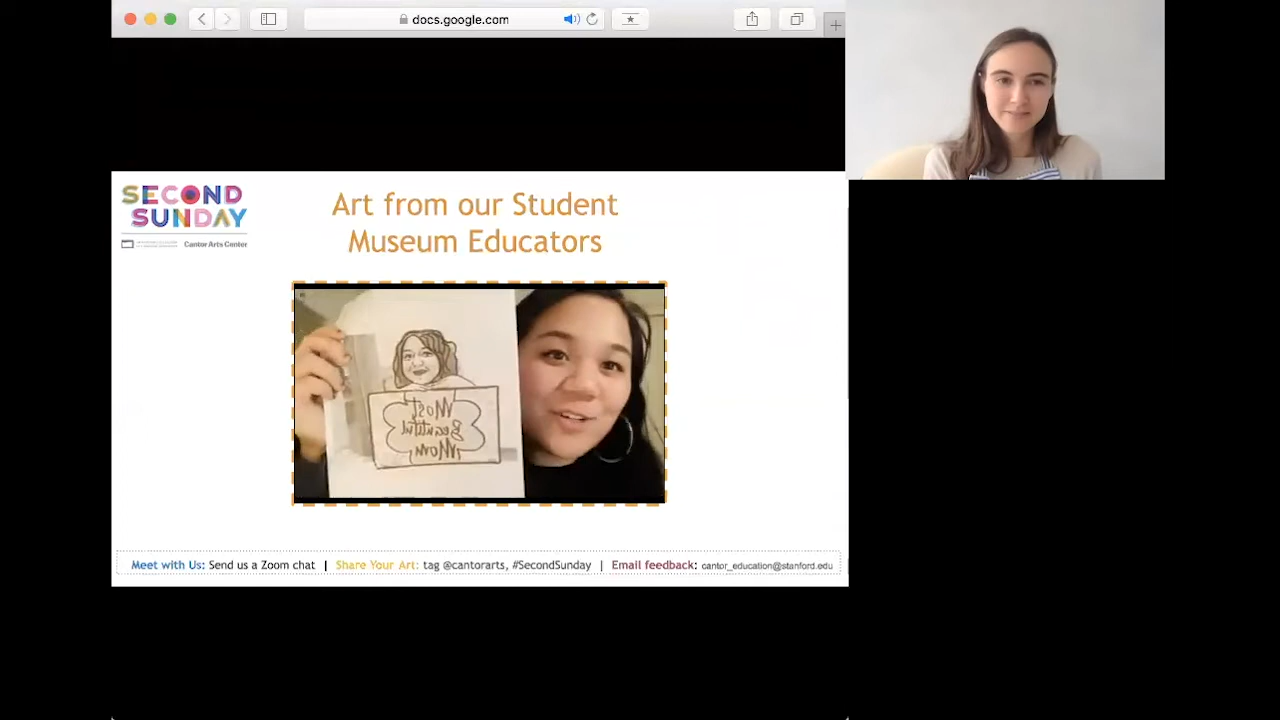 docs.google.com
SECOND
SUNDAY
Cantor Arts Center
Art from our Student
Museum Educators
Most
Beautiful
Mom
Meet with Us: Send us a Zoom chat | Share Your Art: tag @cantorarts, #SecondSunday | Email feedback: cantor_education@stanford.edu